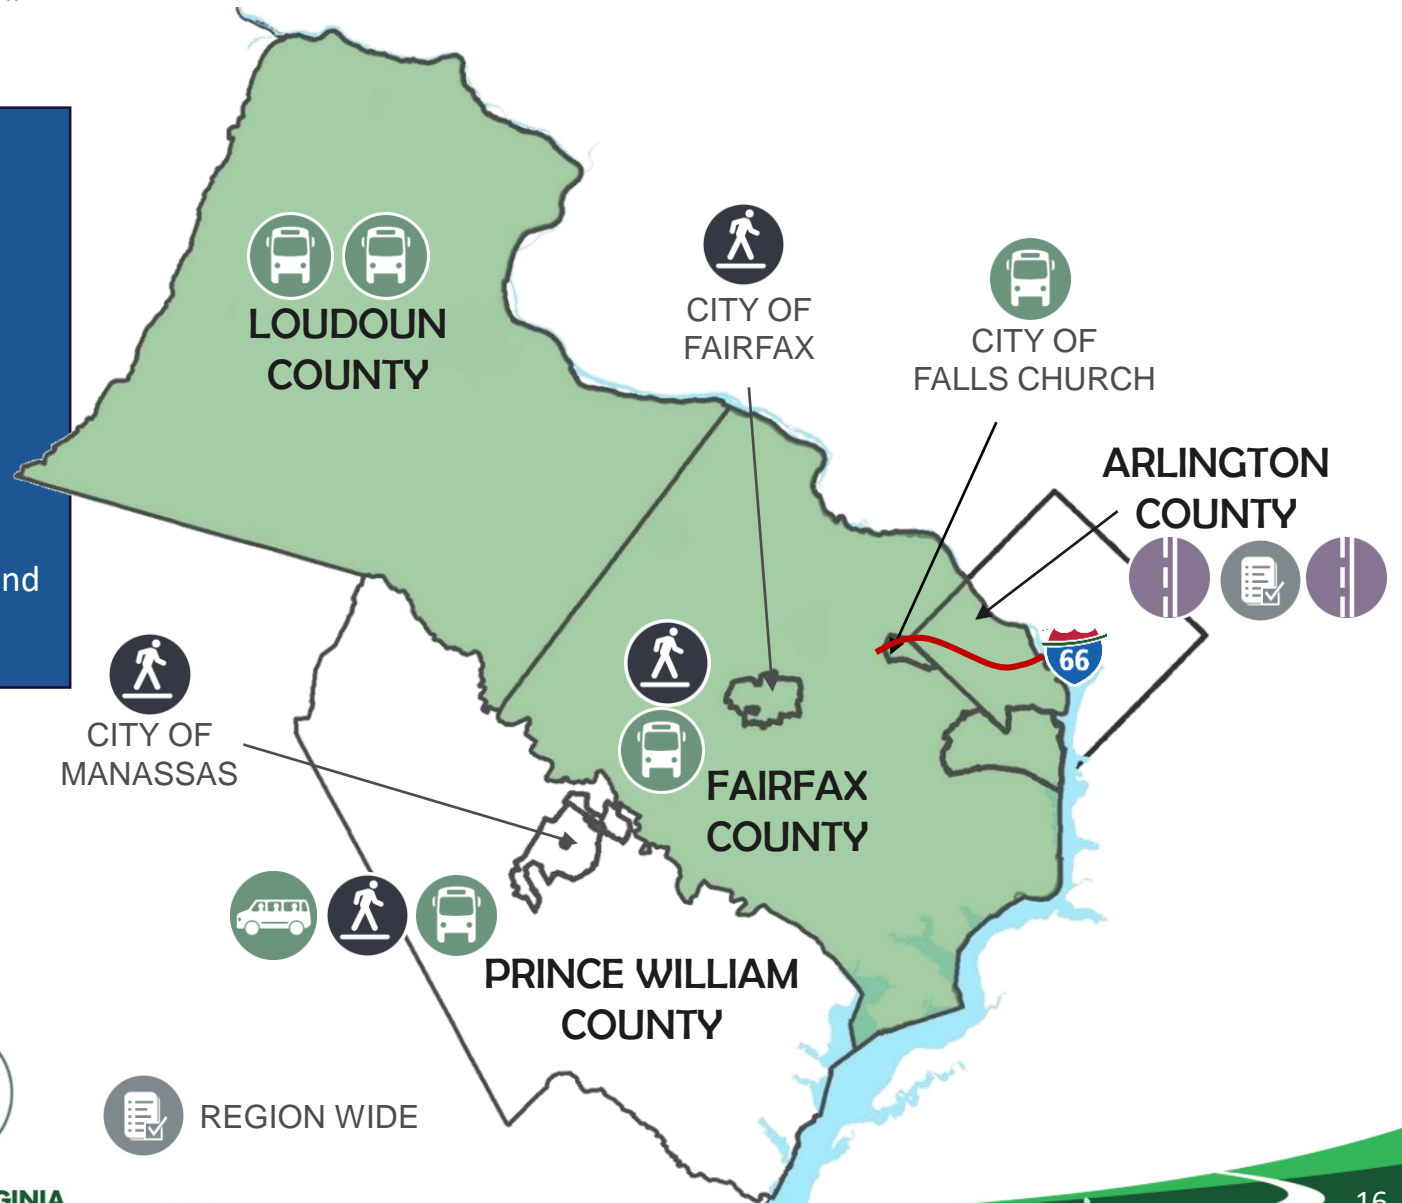 LOUDOUN
COUNTY
CITY OF
FAIRFAX
CITY OF
FALLS CHURCH
ARLINGTON
COUNTY
nd
66
CITY OF
MANASSAS
FAIRFAX
COUNTY
PRINCE WILLIAM
COUNTY
REGION WIDE
GINIA
16